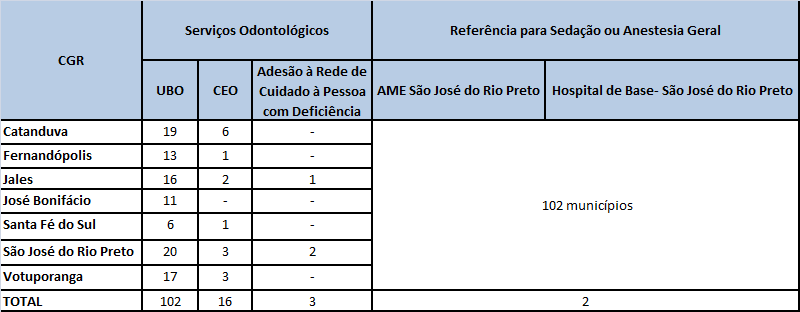 CGR
Serviços Odontológicos
Referência para Sedação ou Anestesia Geral
UBO
CEO
Adesão à Rede de
Cuidado à Pessoa
com Deficiência
AME São José do Rio Preto
Hospital de Base- São José do Rio Preto
Catanduva 19 6 -
Fernandópolis 13 1 -
Jales 16 2 1
José Bonifácio 11 - -
Santa Fé do Sul 6 1 -
São José do Rio Preto 20 3 2
Votuporanga 17 3 -
102 municípios
TOTAL 102 16 3 2